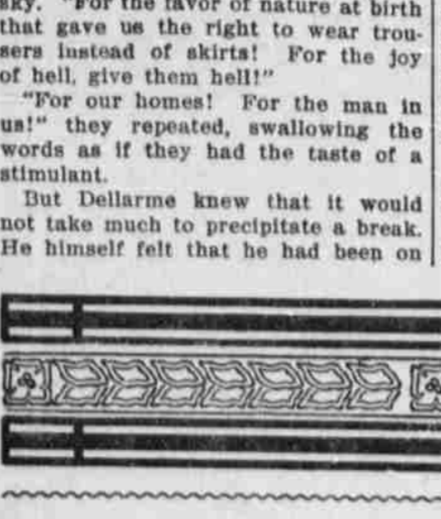 sky. "For the favor of nature at birth
that gave us the right to wear trou-
sers instead of skirts! For the joy
of hell, give them hell!"
"For our homes! For the man in
us!" they repeated, swallowing the
words as if they had the taste of a
stimulant.
But Dellarme knew that it would
not take much to precipitate a break.
He himself felt that he had been on